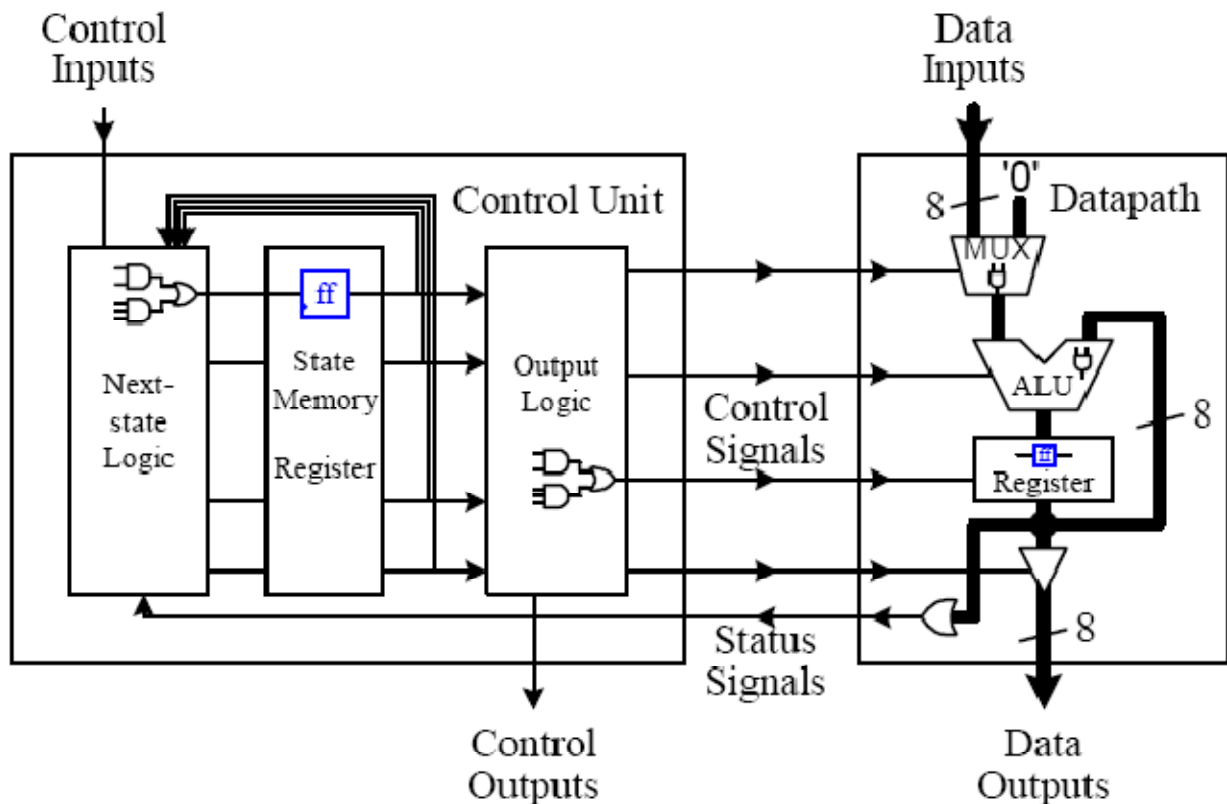 Control
Inputs
Data
Inputs
Control Unit
8
'0'
Datapath
MUX
ff
Next-
state
Logic
State
Memory
Register
Output
Logic
Control
Signals
ALU
8
ff
Register
Status
Signals
8
Control
Outputs
Data
Outputs